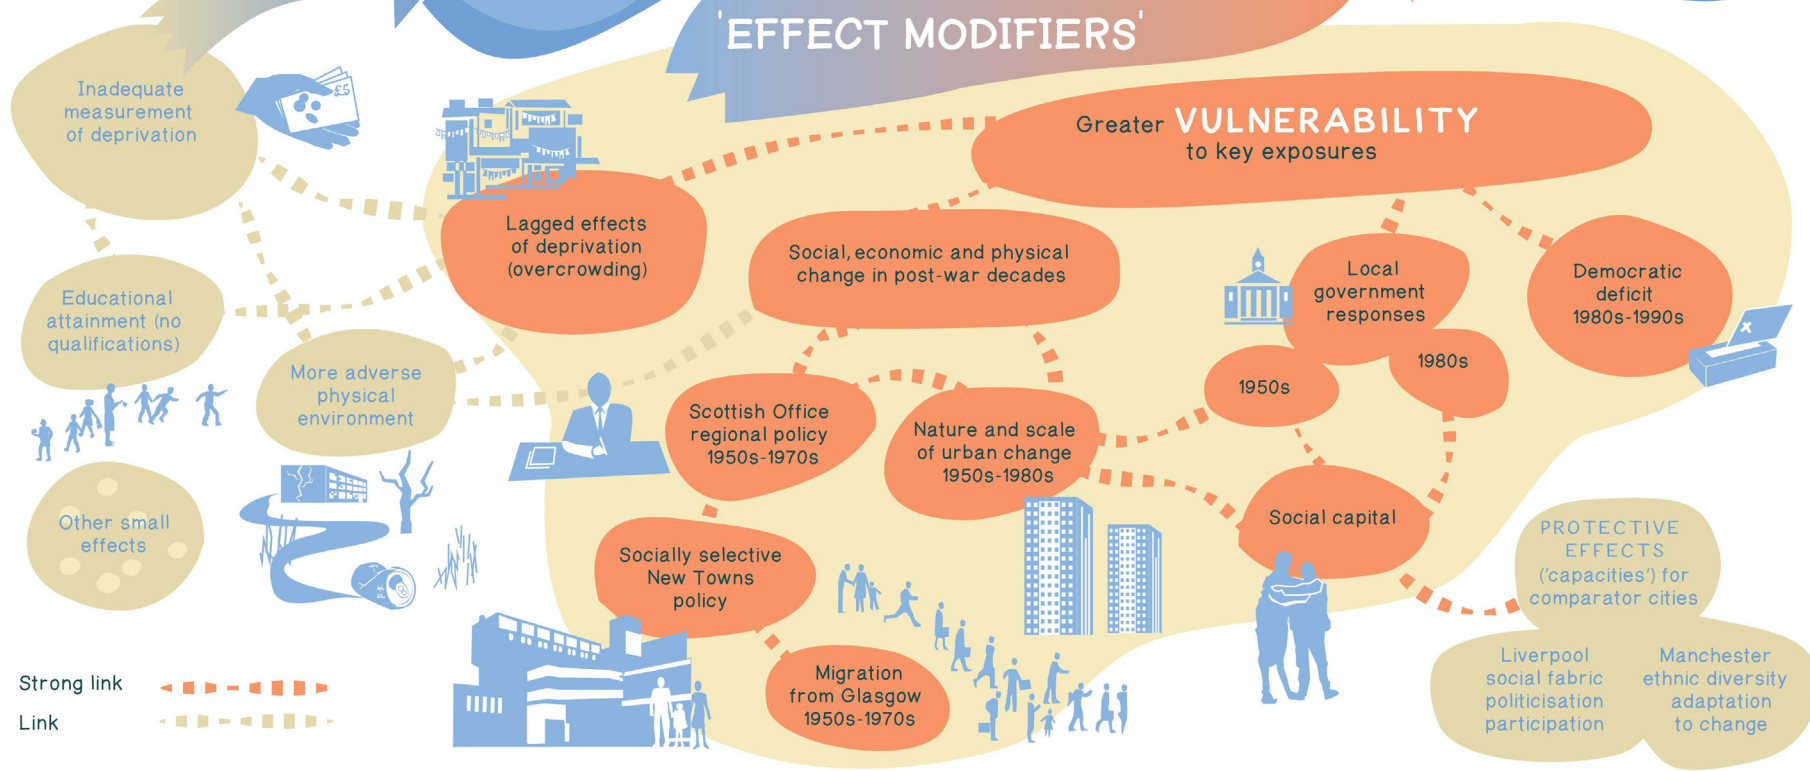 'EFFECT MODIFIERS'
Inadequate
measurement
of deprivation
£5
Greater VULNERABILITY
to key exposures
Lagged effects
of deprivation
(overcrowding)
Social, economic and physical
change in post-war decades
Local
government
responses
Democratic
deficit
1980s-1990s
x
Educational
attainment (no
qualifications)
More adverse
physical
environment
1950s
1980s
Scottish Office
regional policy
1950s-1970s
Nature and scale
of urban change
1950s-1980s
Other small
effects
Social capital
Socially selective
New Towns
policy
PROTECTIVE
EFFECTS
('capacities') for
comparator cities
Migration
from Glasgow
1950s-1970s
Liverpool
social fabric
politicisation
participation
Manchester
ethnic diversity
adaptation
to change
Strong link
Link